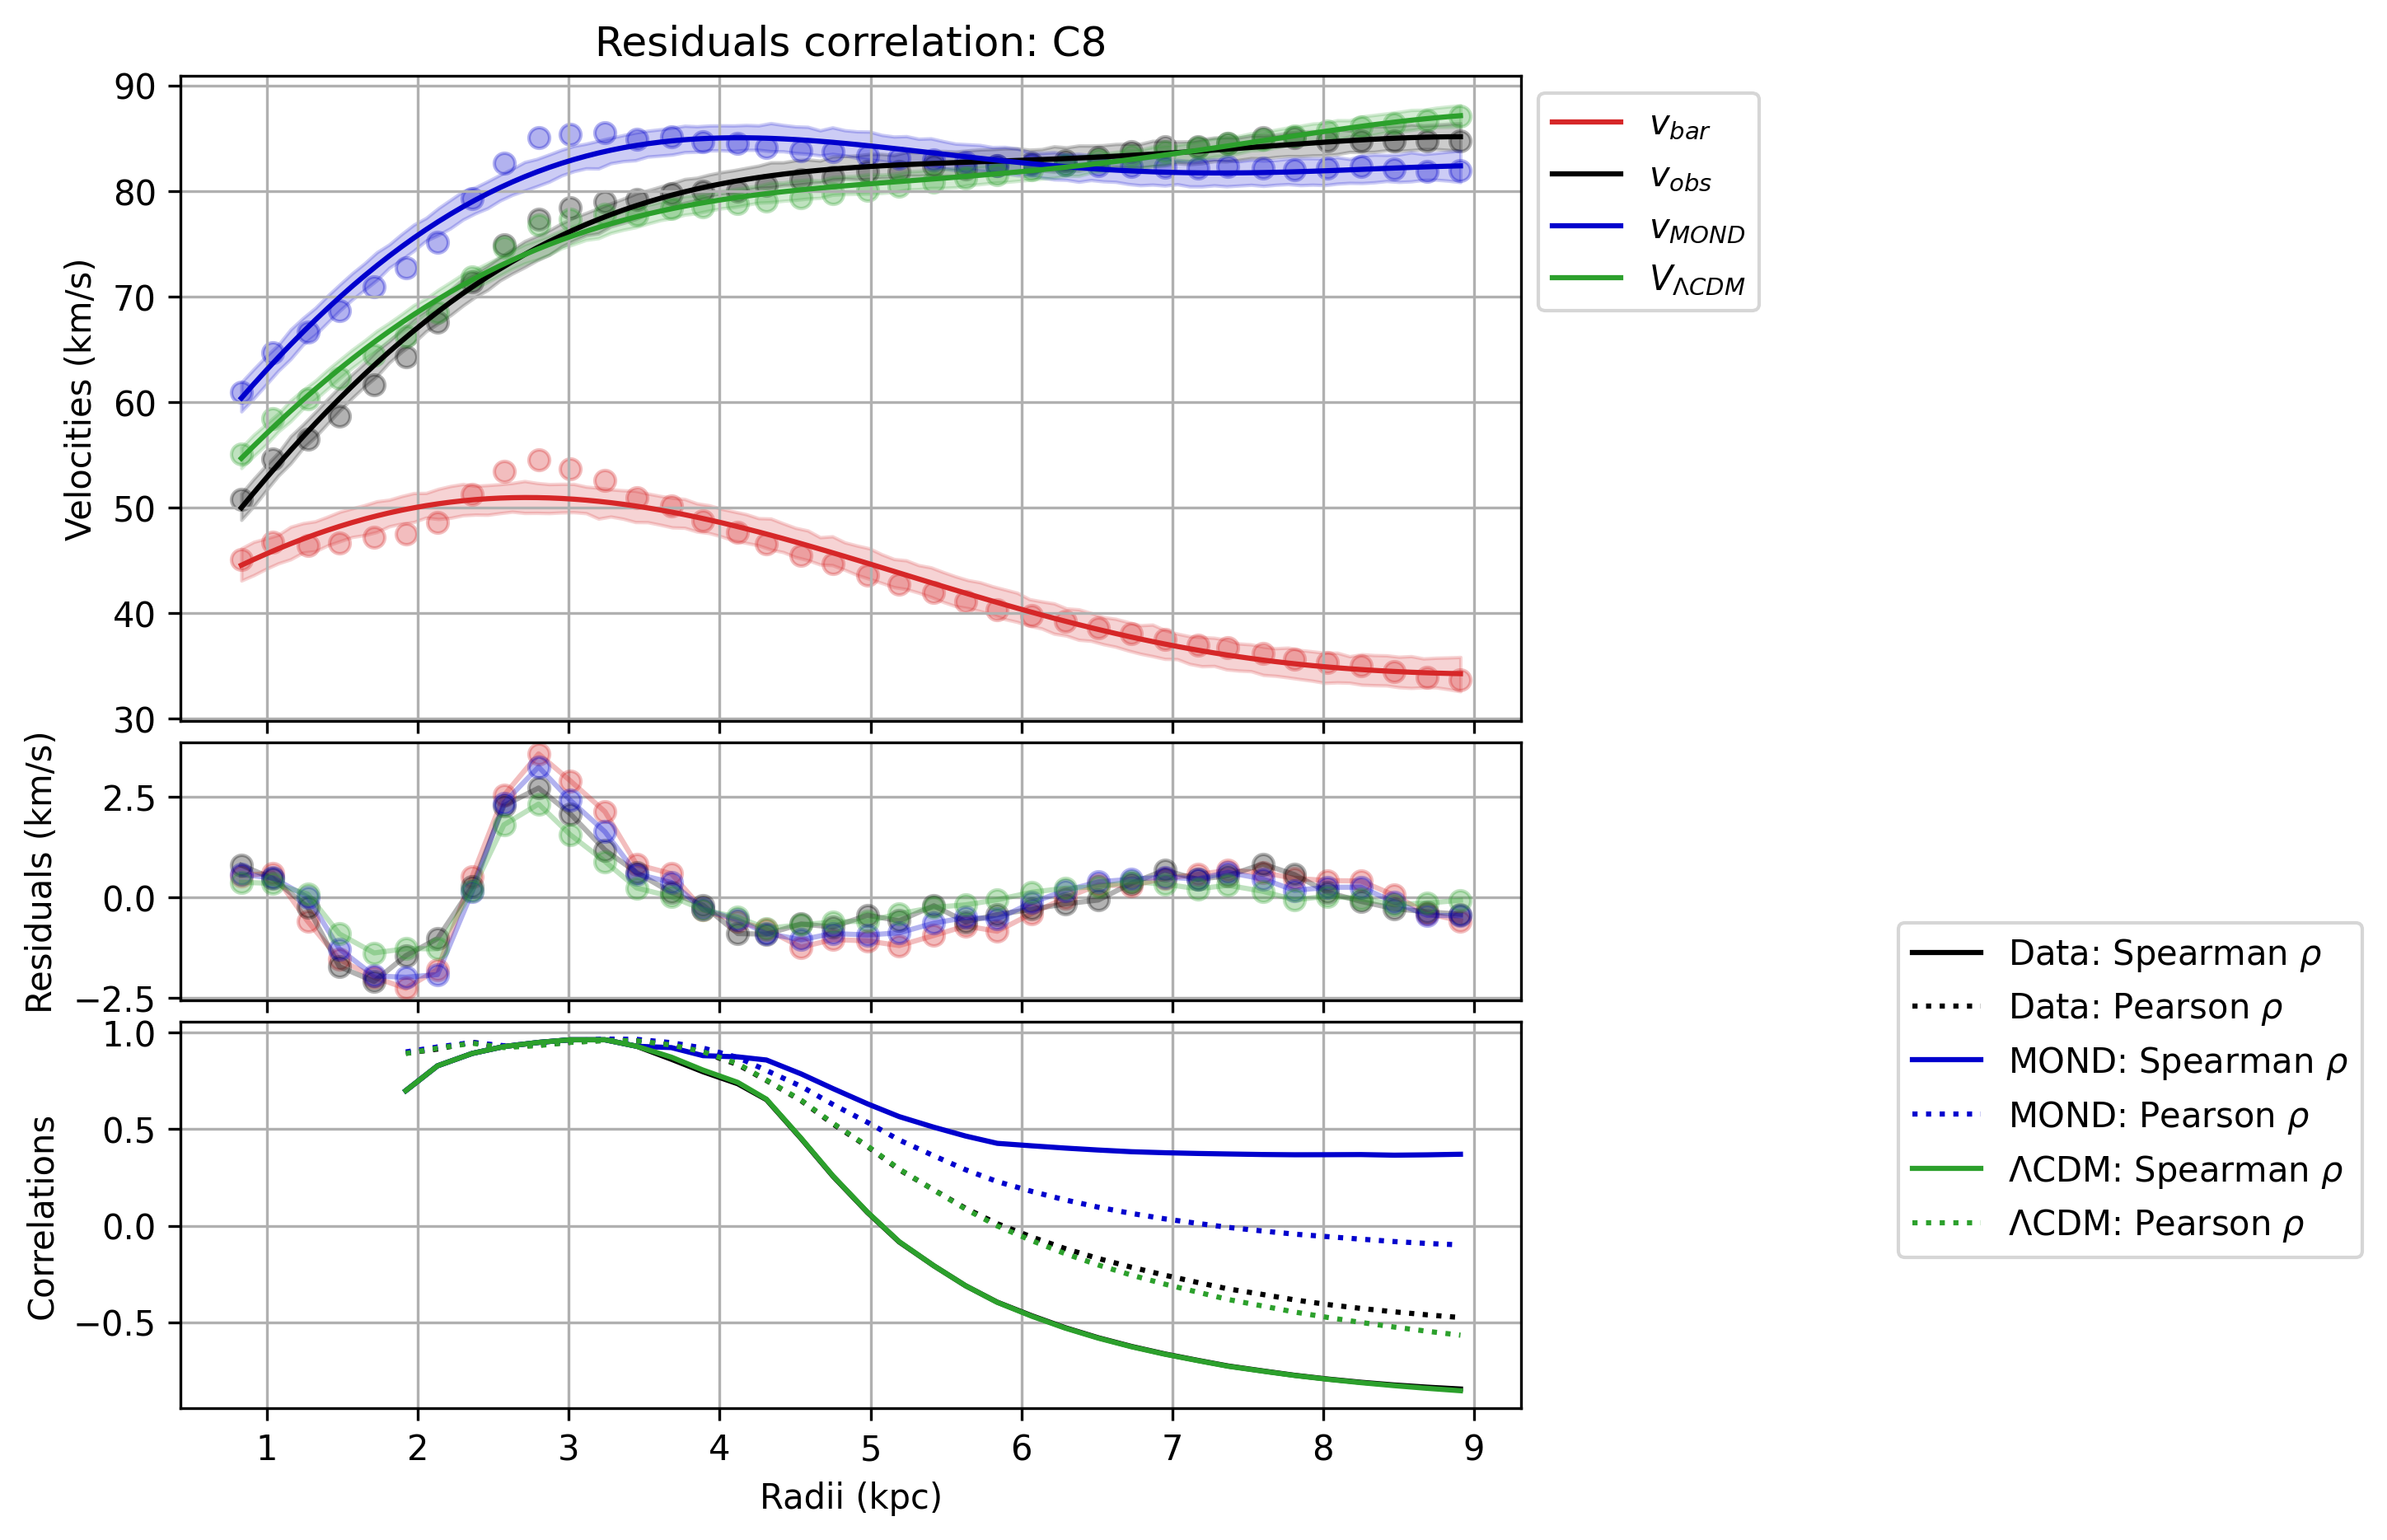 Residuals correlation: C8
90
80
70
60
50
40
30
Velocities (km/s)
v_bar
v_obs
v_MOND
V_ΛCDM
2.5
0.0
−2.5
Residuals (km/s)
1.0
0.5
0.0
−0.5
Correlations
1 2 3 4 5 6 7 8 9
Radii (kpc)
Data: Spearman ρ
Data: Pearson ρ
MOND: Spearman ρ
MOND: Pearson ρ
ΛCDM: Spearman ρ
ΛCDM: Pearson ρ